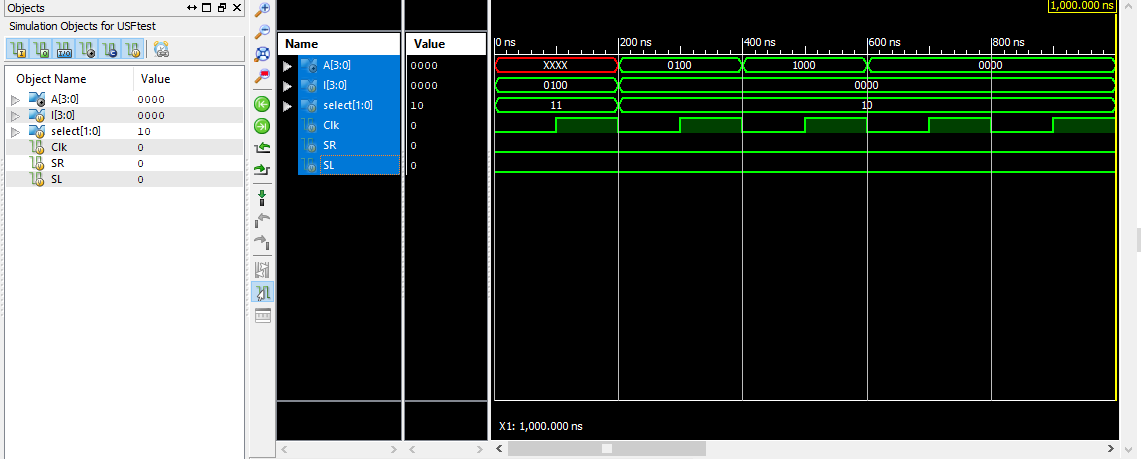 Objects
Simulation Objects for USFtest
Object Name Value
A[3:0] 0000
I[3:0] 0000
select[1:0] 10
Clk 0
SR 0
SL 0
1,000.000 ns
Name Value 0 ns 200 ns 400 ns 600 ns 800 ns
A[3:0] 0000 XXXX 0100 1000 0000
I[3:0] 0000 0100 0000
select[1:0] 10 11 10
Clk 0
SR 0
SL 0
X1: 1,000.000 ns